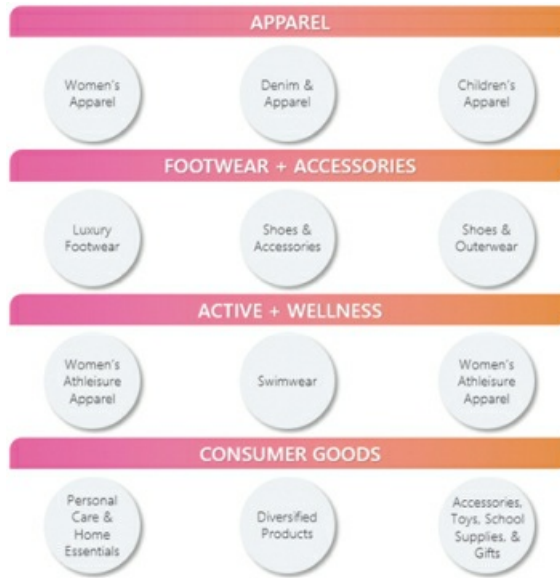 APPAREL
Women's
Apparel
Denim &
Apparel
Children's
Apparel
FOOTWEAR + ACCESSORIES
Luxury
Footwear
Shoes &
Accessories
Shoes &
Outerwear
ACTIVE + WELLNESS
Women's
Athleisure
Apparel
Swimwear
Women's
Athleisure
Apparel
CONSUMER GOODS
Personal
Care &
Home
Essentials
Diversified
Products
Accessories,
Toys, School
Supplies, &
Gifts